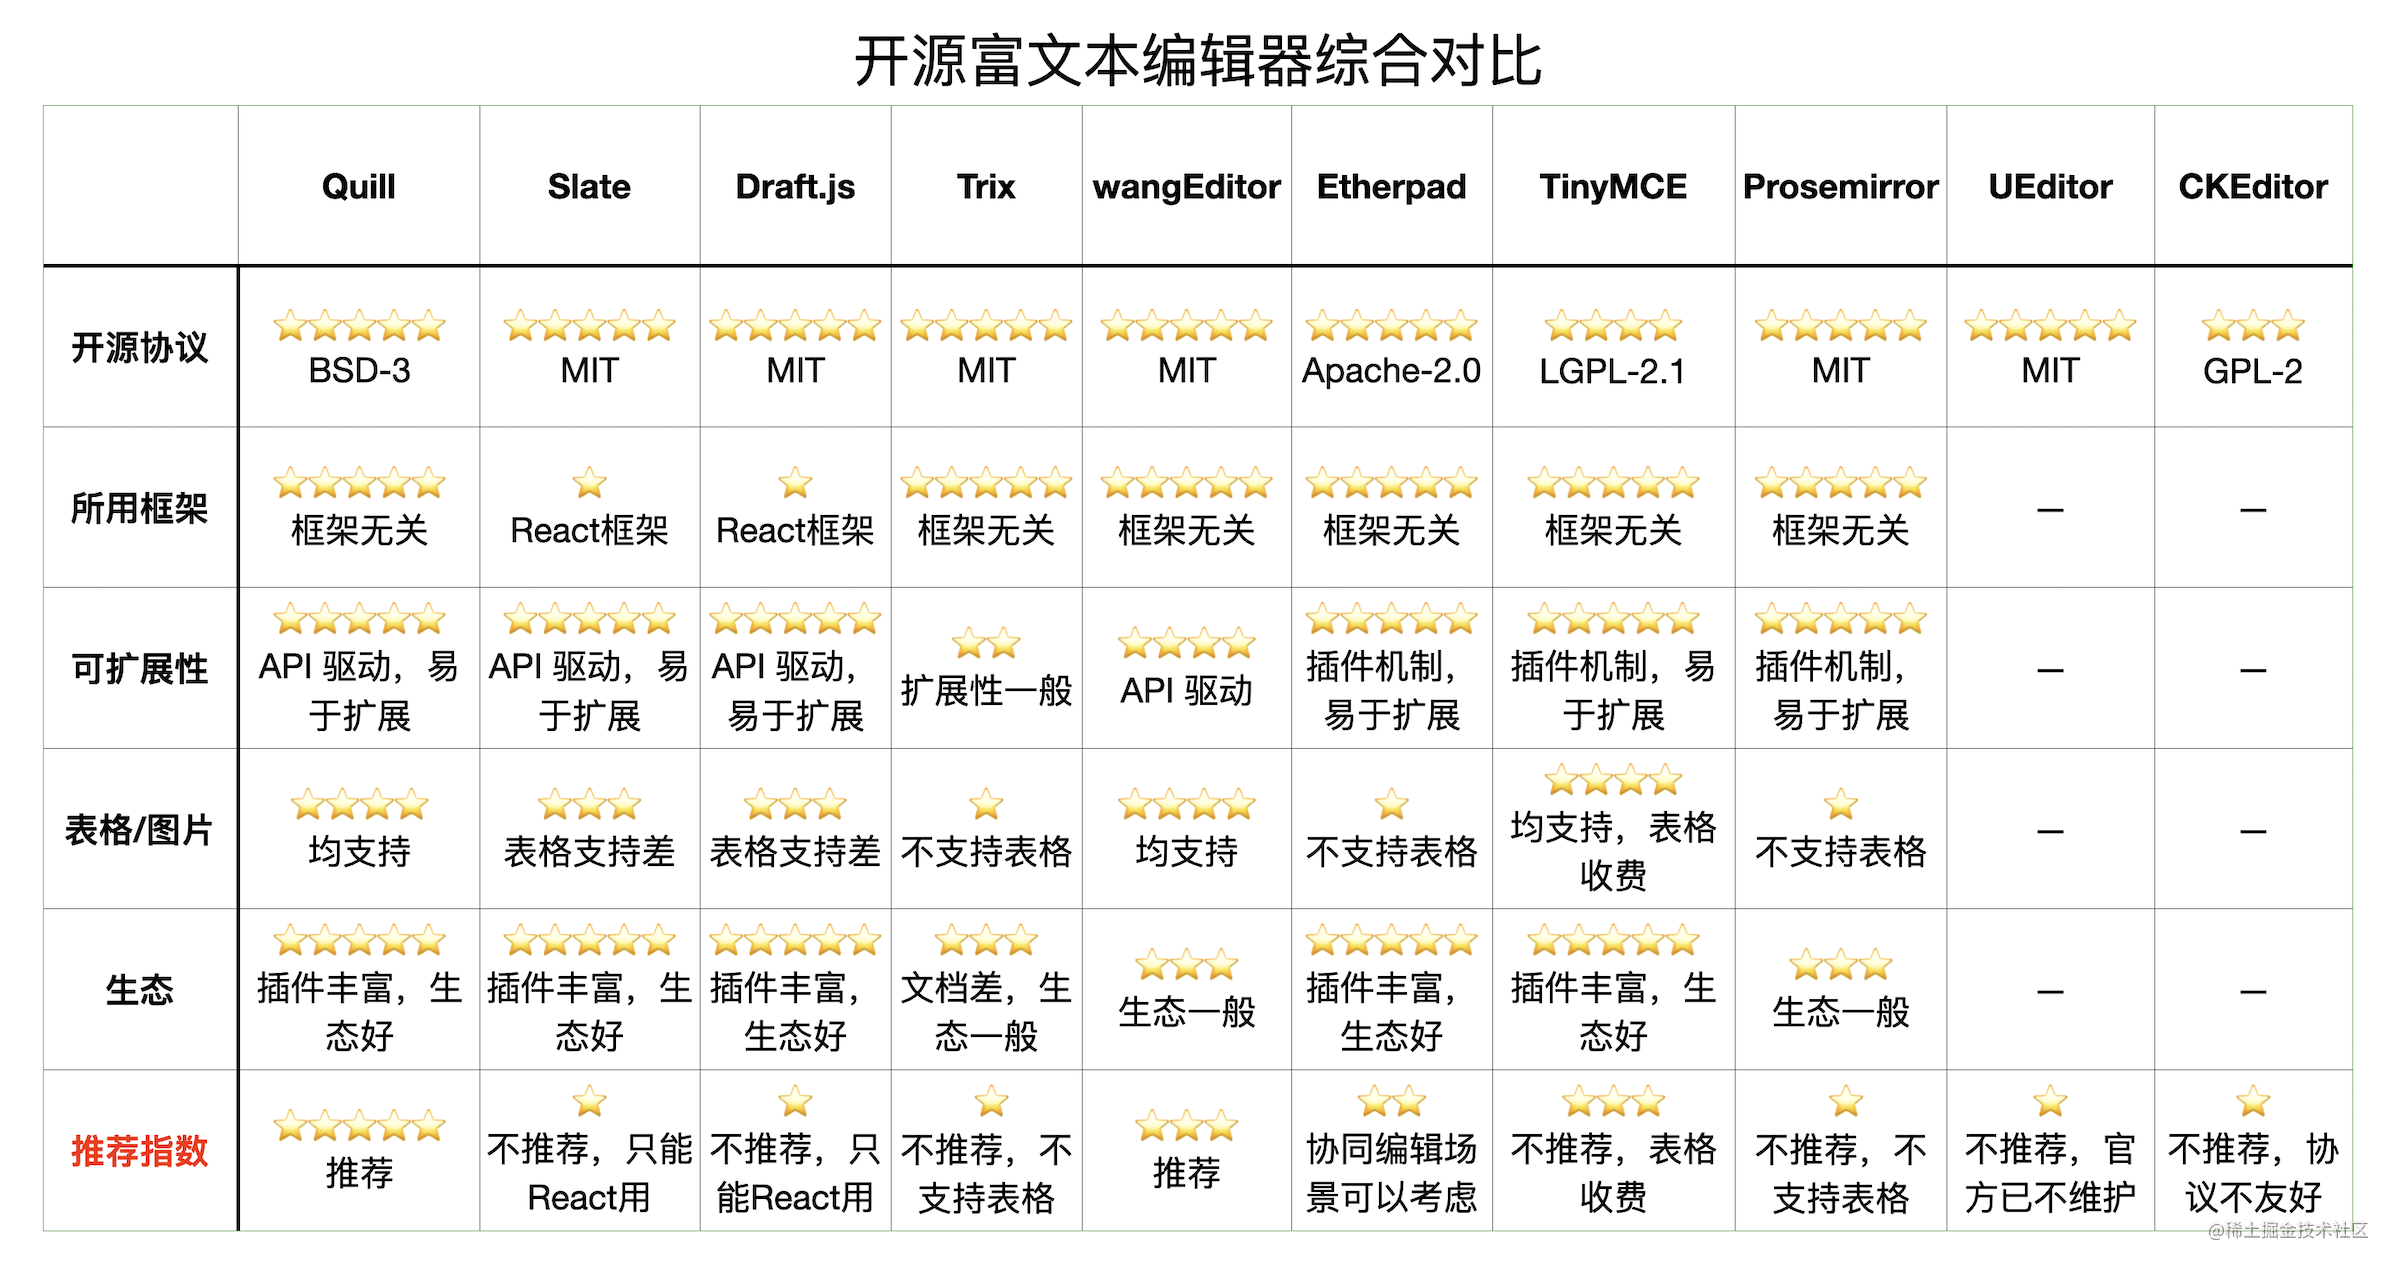 开源富文本编辑器综合对比
Quill Slate Draft.js Trix wangEditor Etherpad TinyMCE Prosemirror UEditor CKEditor
开源协议
⭐⭐⭐⭐⭐
BSD-3
⭐⭐⭐⭐⭐
MIT
⭐⭐⭐⭐⭐
MIT
⭐⭐⭐⭐⭐
MIT
⭐⭐⭐⭐⭐
MIT
⭐⭐⭐⭐⭐
Apache-2.0
⭐⭐⭐⭐
LGPL-2.1
⭐⭐⭐⭐⭐
MIT
⭐⭐⭐⭐⭐
MIT
⭐⭐⭐
GPL-2
所用框架
⭐⭐⭐⭐⭐
框架无关
⭐
React框架
⭐
React框架
⭐⭐⭐⭐⭐
框架无关
⭐⭐⭐⭐⭐
框架无关
⭐⭐⭐⭐⭐
框架无关
⭐⭐⭐⭐⭐
框架无关
⭐⭐⭐⭐⭐
框架无关
—
—
可扩展性
⭐⭐⭐⭐⭐
API 驱动，易
于扩展
⭐⭐⭐⭐⭐
API 驱动，易
于扩展
⭐⭐⭐⭐⭐
API 驱动，
易于扩展
⭐⭐
扩展性一般
⭐⭐⭐⭐
API 驱动
⭐⭐⭐⭐⭐
插件机制，
易于扩展
⭐⭐⭐⭐⭐
插件机制，易
于扩展
⭐⭐⭐⭐⭐
插件机制，
易于扩展
—
—
表格/图片
⭐⭐⭐⭐
均支持
⭐⭐⭐
表格支持差
⭐⭐⭐
表格支持差
⭐
不支持表格
⭐⭐⭐⭐
均支持
⭐
不支持表格
⭐⭐⭐⭐
均支持，表格
收费
⭐
不支持表格
—
—
生态
⭐⭐⭐⭐⭐
插件丰富，生
态好
⭐⭐⭐⭐⭐
插件丰富，生
态好
⭐⭐⭐⭐⭐
插件丰富，
生态好
⭐⭐⭐
文档差，生
态一般
⭐⭐⭐
生态一般
⭐⭐⭐⭐⭐
插件丰富，
生态好
⭐⭐⭐⭐⭐
插件丰富，生
态好
⭐⭐⭐
生态一般
—
—
推荐指数
⭐⭐⭐⭐⭐
推荐
⭐
不推荐，只能
React用
⭐
不推荐，只
能React用
⭐
不推荐，不
支持表格
⭐⭐⭐
推荐
⭐⭐
协同编辑场
景可以考虑
⭐⭐⭐
不推荐，表格
收费
⭐
不推荐，不
支持表格
⭐
不推荐，官
方已不维护
⭐
不推荐，协
议不友好
@稀土掘金技术社区